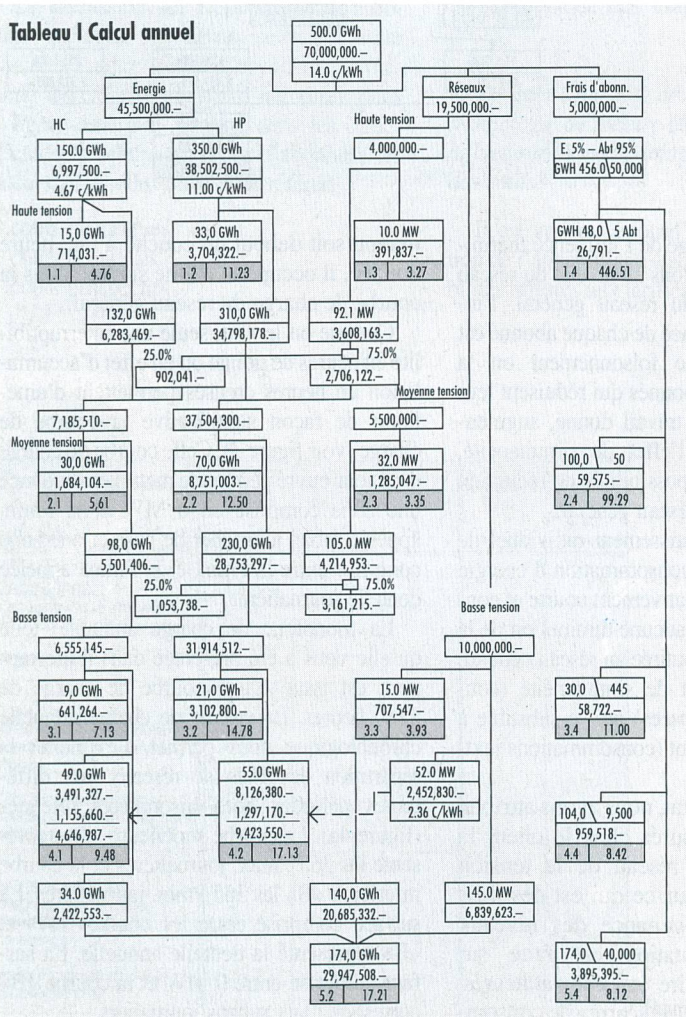 Tableau I Calcul annuel
500.0 GWh
70,000,000.–
14.0 c/kWh
Energie
45,500,000.–
Réseaux
19,500,000.–
Frais d'abonn.
5,000,000.–
HC
HP
Haute tension
150.0 GWh
6,997,500.–
4.67 c/kWh
350.0 GWh
38,502,500.–
11.00 c/kWh
4,000,000.–
E. 5% – Abt 95%
GWH 456.0\50,000
Haute tension
15,0 GWh
714,031.–
1.1 4.76
33,0 GWh
3,704,322.–
1.2 11.23
10.0 MW
391,837.–
1.3 3.27
GWH 48,0 \ 5 Abt
26,791.–
1.4 446.51
132,0 GWh
6,283,469.–
310,0 GWh
34,798,178.–
92.1 MW
3,608,163.–
25.0%
75.0%
902,041.–
2,706,122.–
Moyenne tension
7,185,510.–
37,504,300.–
5,500,000.–
Moyenne tension
30,0 GWh
1,684,104.–
2.1 5,61
70,0 GWh
8,751,003.–
2.2 12.50
32.0 MW
1,285,047.–
2.3 3.35
100,0 \ 50
59,575.–
2.4 99.29
98,0 GWh
5,501,406.–
230,0 GWh
28,753,297.–
105.0 MW
4,214,953.–
25.0%
75.0%
1,053,738.–
3,161,215.–
Basse tension
Basse tension
6,555,145.–
31,914,512.–
10,000,000.–
9,0 GWh
641,264.–
3.1 7.13
21,0 GWh
3,102,800.–
3.2 14.78
15.0 MW
707,547.–
3.3 3.93
30,0 445
58,722.–
3.4 11.00
49.0 GWh
3,491,327.–
1,155,660.–
4,646,987.–
4.1 9.48
55.0 GWh
8,126,380.–
1,297,170.–
9,423,550.–
4.2 17.13
52.0 MW
2,452,830.–
2.36 C/kWh
104,0 9,500
959,518.–
4.4 8.42
34.0 GWh
2,422,553.–
140,0 GWh
20,685,332.–
145.0 MW
6,839,623.–
174,0 GWh
29,947,508.–
5.2 17.21
174,0 40,000
3,895,395.–
5.4 8.12